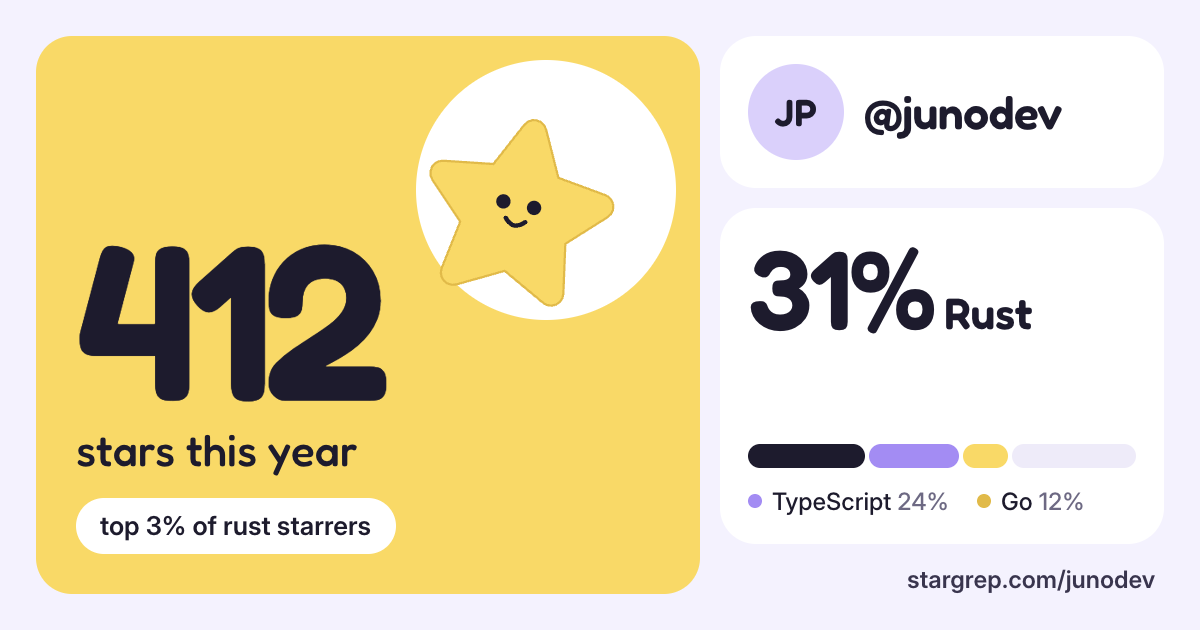 412
stars this year
top 3% of rust starrers
JP
@junodev
31% Rust
TypeScript 24% Go 12%
stargrep.com/junodev